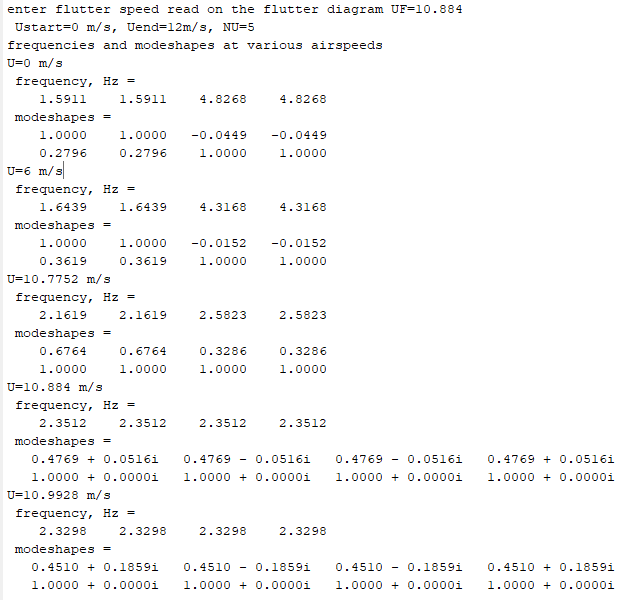 enter flutter speed read on the flutter diagram UF=10.884
Ustart=0 m/s, Uend=12m/s, NU=5
frequencies and modeshapes at various airspeeds
U=0 m/s
frequency, Hz =
1.5911 1.5911 4.8268 4.8268
modeshapes =
1.0000 1.0000 -0.0449 -0.0449
0.2796 0.2796 1.0000 1.0000
U=6 m/s
frequency, Hz =
1.6439 1.6439 4.3168 4.3168
modeshapes =
1.0000 1.0000 -0.0152 -0.0152
0.3619 0.3619 1.0000 1.0000
U=10.7752 m/s
frequency, Hz =
2.1619 2.1619 2.5823 2.5823
modeshapes =
0.6764 0.6764 0.3286 0.3286
1.0000 1.0000 1.0000 1.0000
U=10.884 m/s
frequency, Hz =
2.3512 2.3512 2.3512 2.3512
modeshapes =
0.4769 + 0.0516i 0.4769 - 0.0516i 0.4769 - 0.0516i 0.4769 + 0.0516i
1.0000 + 0.0000i 1.0000 + 0.0000i 1.0000 + 0.0000i 1.0000 + 0.0000i
U=10.9928 m/s
frequency, Hz =
2.3298 2.3298 2.3298 2.3298
modeshapes =
0.4510 + 0.1859i 0.4510 - 0.1859i 0.4510 - 0.1859i 0.4510 + 0.1859i
1.0000 + 0.0000i 1.0000 + 0.0000i 1.0000 + 0.0000i 1.0000 + 0.0000i